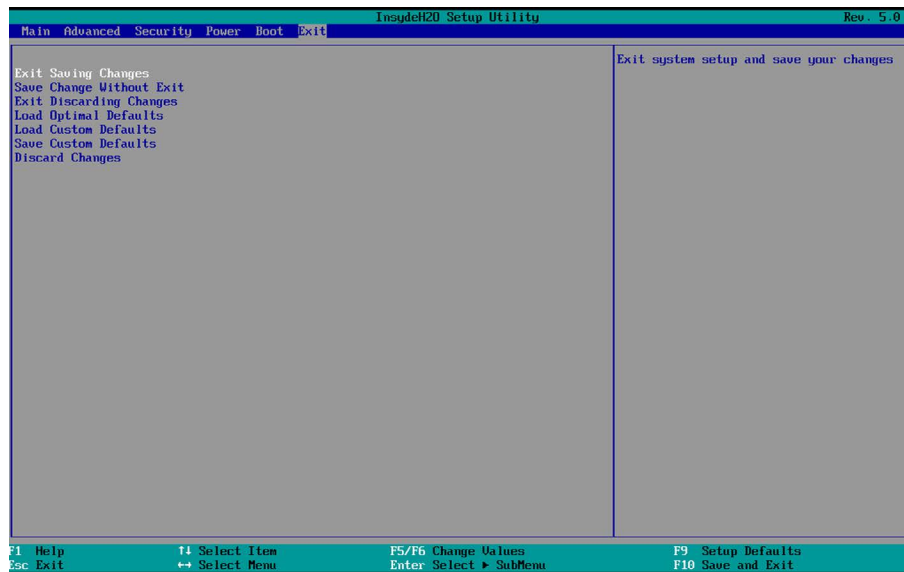 InsydeH2O Setup Utility Rev. 5.0
Main Advanced Security Power Boot Exit
Exit Saving Changes
Save Change Without Exit
Exit Discarding Changes
Load Optimal Defaults
Load Custom Defaults
Save Custom Defaults
Discard Changes
Exit system setup and save your changes
F1 Help ↑↓ Select Item F5/F6 Change Values F9 Setup Defaults
Esc Exit ↔ Select Menu Enter Select ► SubMenu F10 Save and Exit